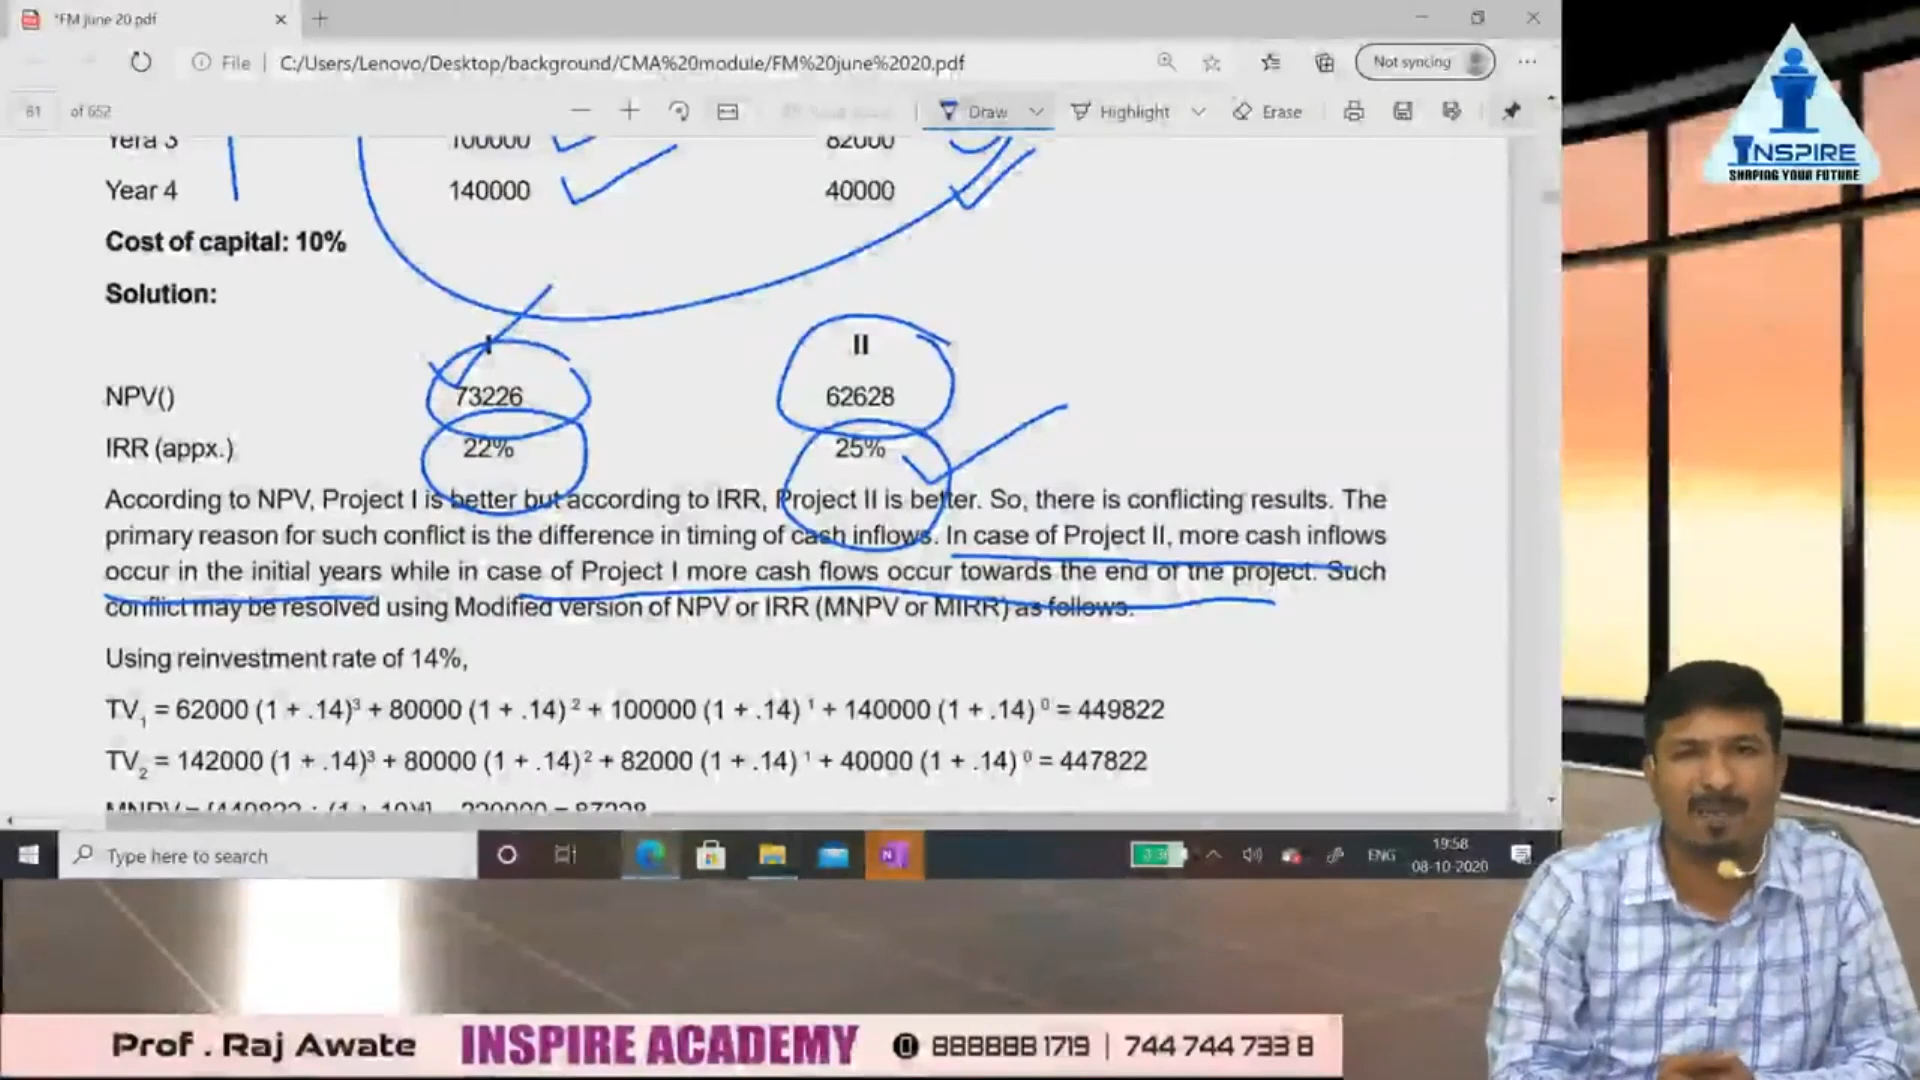 *FM june 20.pdf
File | C:/Users/Lenovo/Desktop/background/CMA%20module/FM%20june%2020.pdf
Not syncing
81 of 652
Draw
Highlight
Erase
Yera 3 100000 82000
Year 4 140000 40000
Cost of capital: 10%
Solution:
I II
NPV() 73226 62628
IRR (appx.) 22% 25%
According to NPV, Project I is better but according to IRR, Project II is better. So, there is conflicting results. The
primary reason for such conflict is the difference in timing of cash inflows. In case of Project II, more cash inflows
occur in the initial years while in case of Project I more cash flows occur towards the end of the project. Such
conflict may be resolved using Modified version of NPV or IRR (MNPV or MIRR) as follows.
Using reinvestment rate of 14%,
TV₁ = 62000 (1 + .14)³ + 80000 (1 + .14) ² + 100000 (1 + .14) ¹ + 140000 (1 + .14) ⁰ = 449822
TV₂ = 142000 (1 + .14)³ + 80000 (1 + .14)² + 82000 (1 + .14) ¹ + 40000 (1 + .14) ⁰ = 447822
Type here to search
ENG
19:58
08-10-2020
INSPIRE
SHAPING YOUR FUTURE
Prof . Raj Awate INSPIRE ACADEMY 888888 1719 | 744 744 733 8